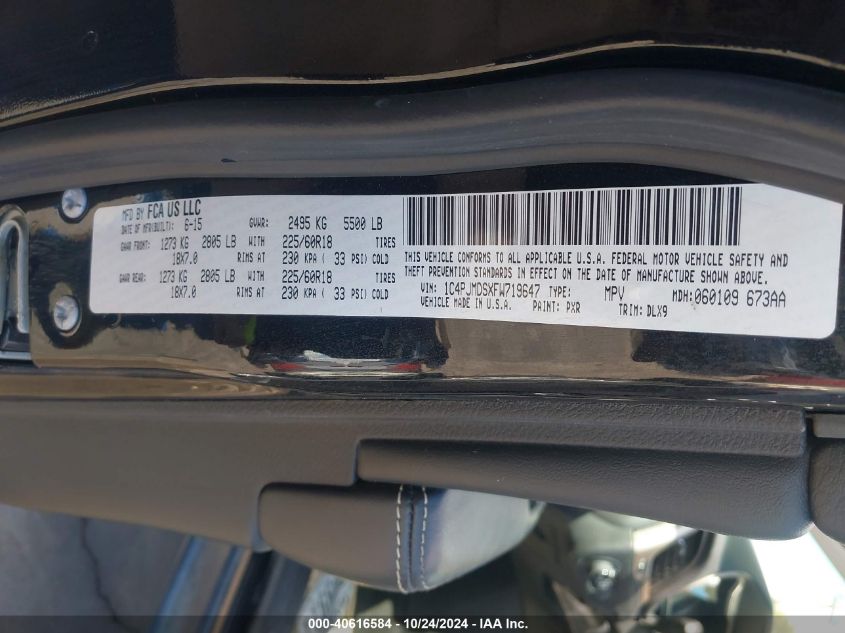 MFD BY FCA US LLC
DATE OF MFR(BUILT): 6-15 GVWR: 2495 KG 5500 LB
GAWR FRONT: 1273 KG 2805 LB WITH 225/60R18 TIRES
18X7.0 RIMS AT 230 KPA ( 33 PSI) COLD
GAWR REAR: 1273 KG 2805 LB WITH 225/60R18 TIRES
18X7.0 RIMS AT 230 KPA ( 33 PSI) COLD
THIS VEHICLE CONFORMS TO ALL APPLICABLE U.S.A. FEDERAL MOTOR VEHICLE SAFETY AND
THEFT PREVENTION STANDARDS IN EFFECT ON THE DATE OF MANUFACTURE SHOWN ABOVE.
VIN: 1C4PJMDSXFW719647 TYPE: MPV MDH: 060109 673AA
VEHICLE MADE IN U.S.A. PAINT: PXR TRIM: DLX9
000-40616584 - 10/24/2024 - IAA Inc.